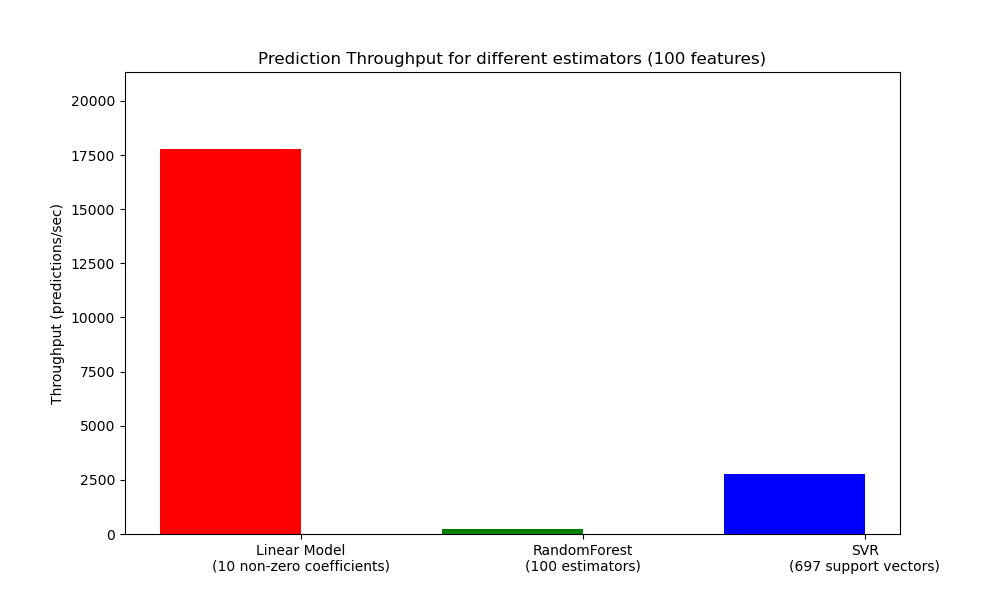 Prediction Throughput for different estimators (100 features)
Throughput (predictions/sec)
20000
17500
15000
12500
10000
7500
5000
2500
0
Linear Model
(10 non-zero coefficients)
RandomForest
(100 estimators)
SVR
(697 support vectors)